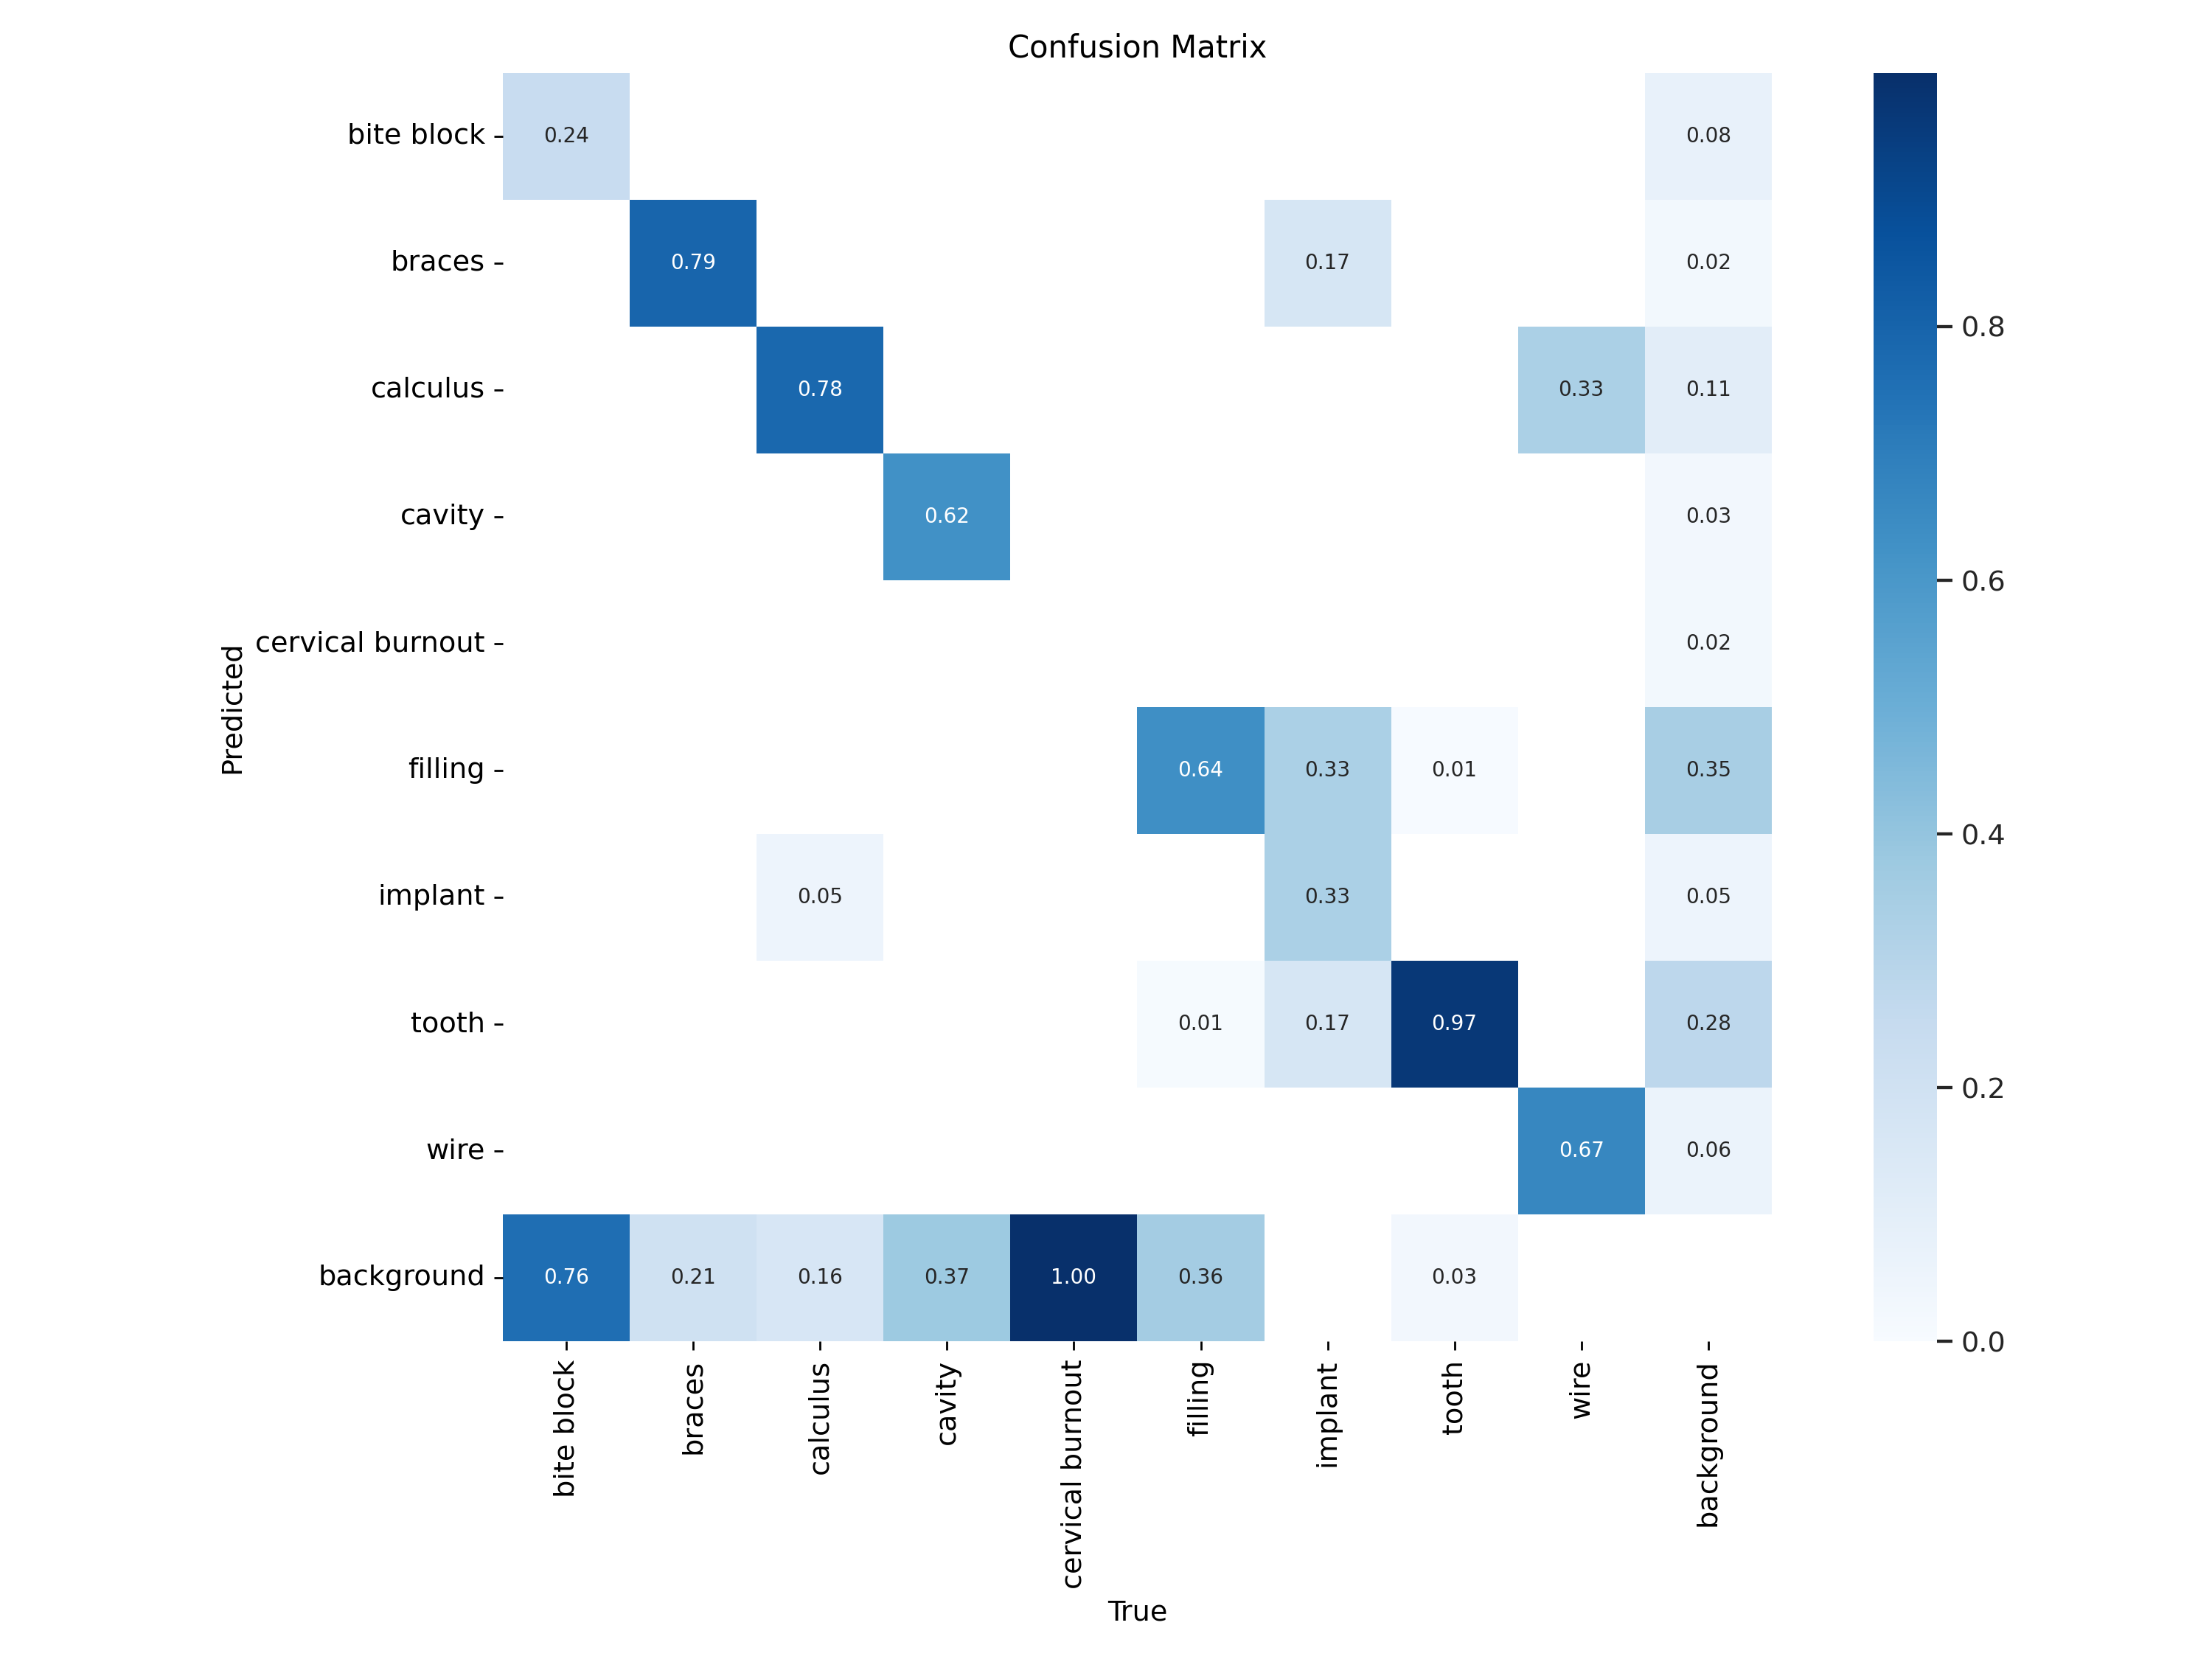 Confusion Matrix
bite block
0.24
0.08
braces
0.79
0.17
0.02
0.8
calculus
0.78
0.33
0.11
cavity
0.62
0.03
0.6
cervical burnout
0.02
Predicted
filling
0.64
0.33
0.01
0.35
0.4
implant
0.05
0.33
0.05
tooth
0.01
0.17
0.97
0.28
0.2
wire
0.67
0.06
background
0.76
0.21
0.16
0.37
1.00
0.36
0.03
0.0
bite block
braces
calculus
cavity
cervical burnout
filling
implant
tooth
wire
background
True